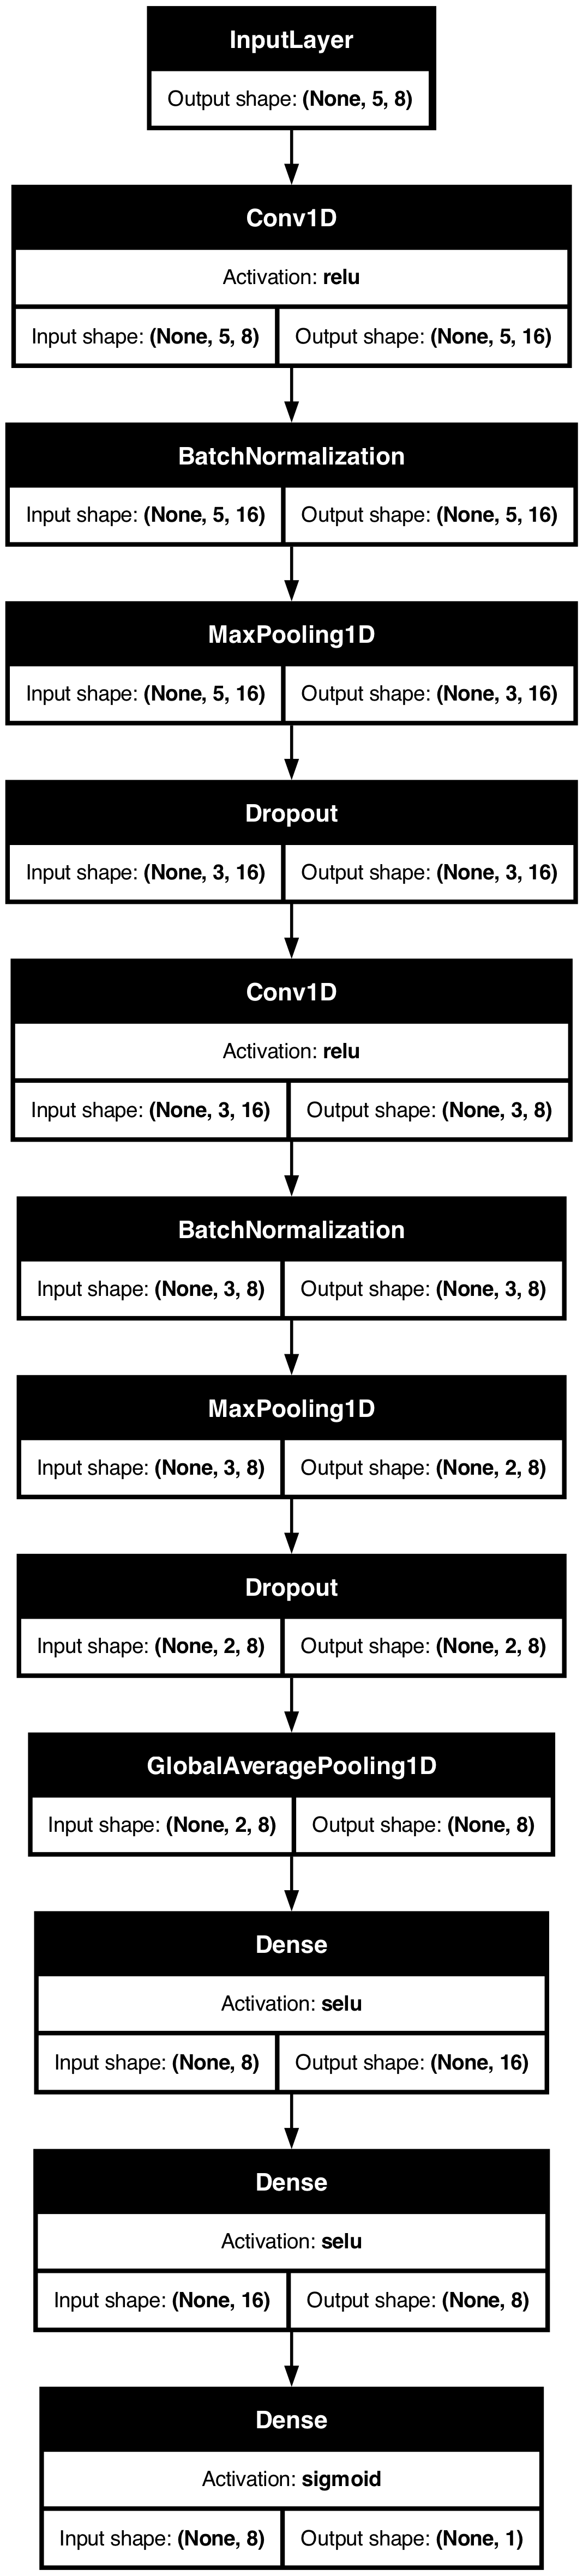 InputLayer
Output shape: (None, 5, 8)
Conv1D
Activation: relu
Input shape: (None, 5, 8) Output shape: (None, 5, 16)
BatchNormalization
Input shape: (None, 5, 16) Output shape: (None, 5, 16)
MaxPooling1D
Input shape: (None, 5, 16) Output shape: (None, 3, 16)
Dropout
Input shape: (None, 3, 16) Output shape: (None, 3, 16)
Conv1D
Activation: relu
Input shape: (None, 3, 16) Output shape: (None, 3, 8)
BatchNormalization
Input shape: (None, 3, 8) Output shape: (None, 3, 8)
MaxPooling1D
Input shape: (None, 3, 8) Output shape: (None, 2, 8)
Dropout
Input shape: (None, 2, 8) Output shape: (None, 2, 8)
GlobalAveragePooling1D
Input shape: (None, 2, 8) Output shape: (None, 8)
Dense
Activation: selu
Input shape: (None, 8) Output shape: (None, 16)
Dense
Activation: selu
Input shape: (None, 16) Output shape: (None, 8)
Dense
Activation: sigmoid
Input shape: (None, 8) Output shape: (None, 1)